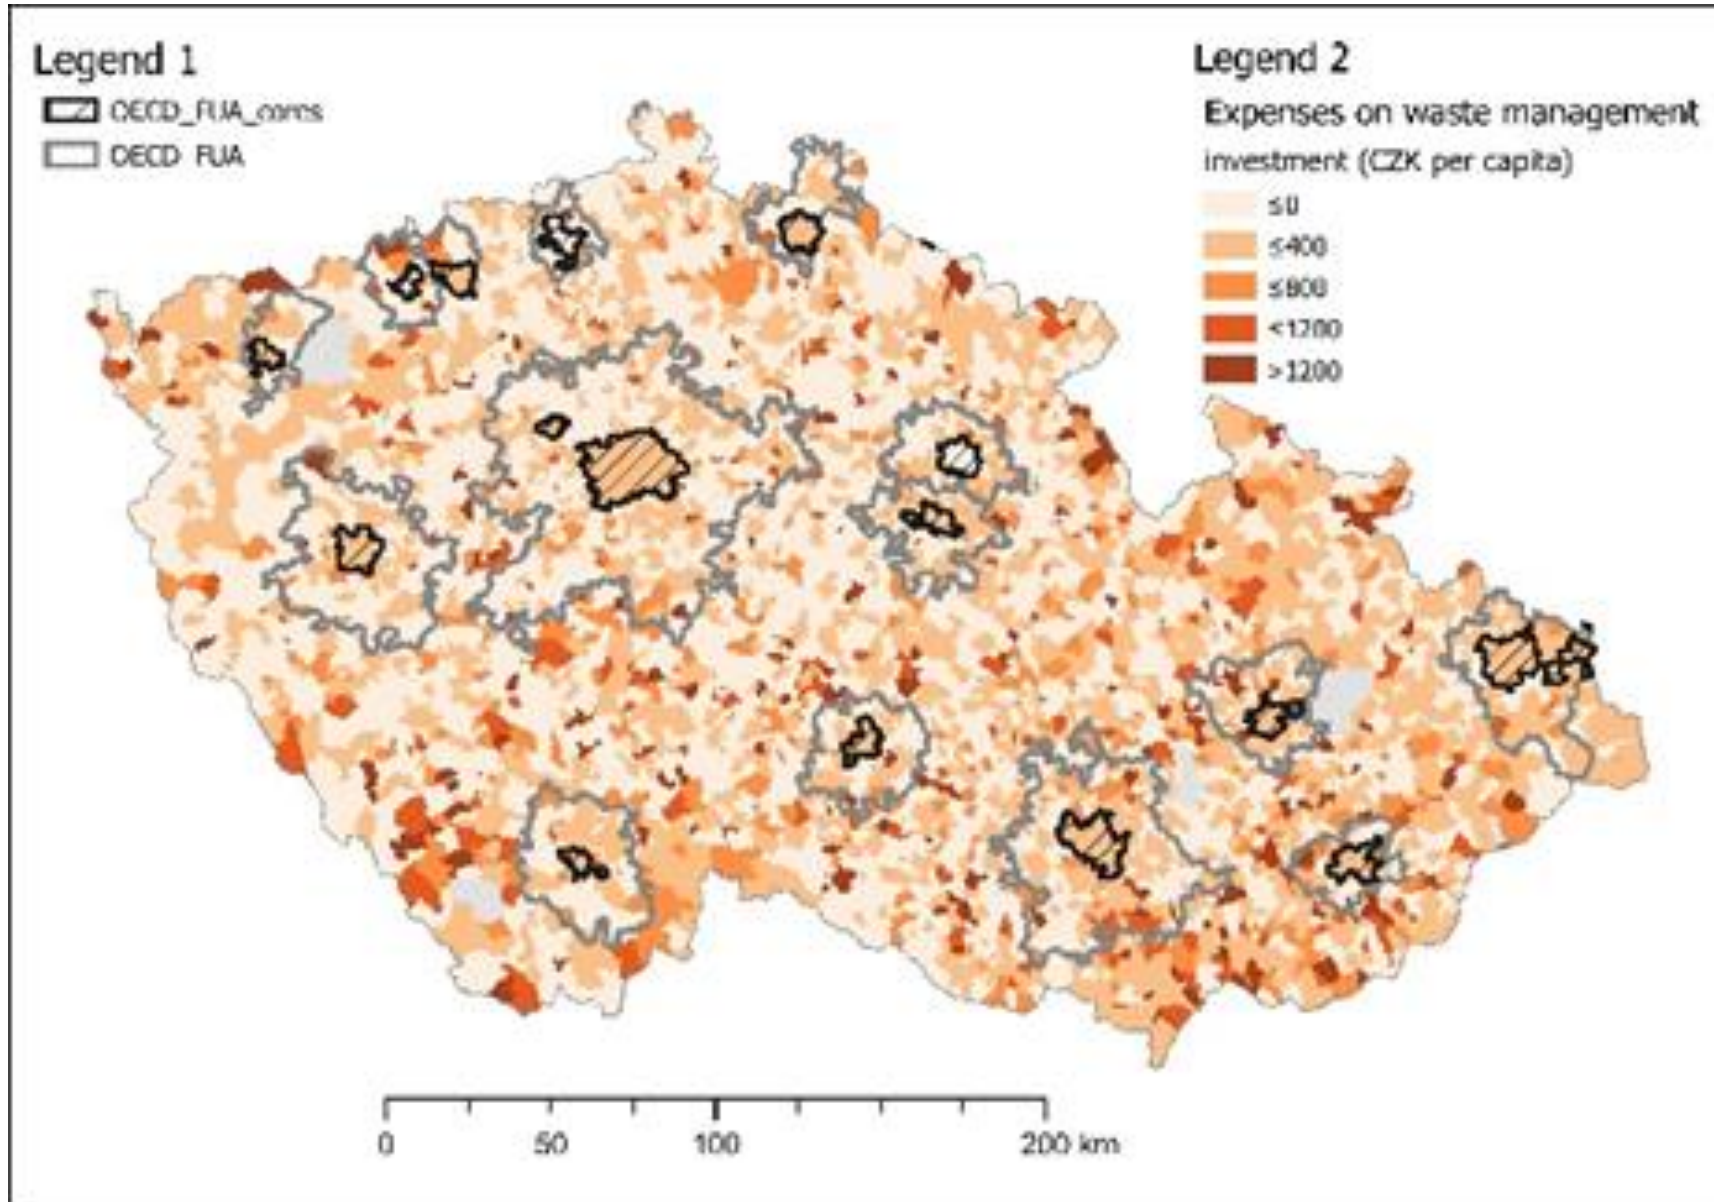 Legend 1
OECD_FUA_cores
OECD FUA
Legend 2
Expenses on waste management
investment (CZK per capita)
≤0
≤400
≤800
≤1200
>1200
0
50
100
200 km